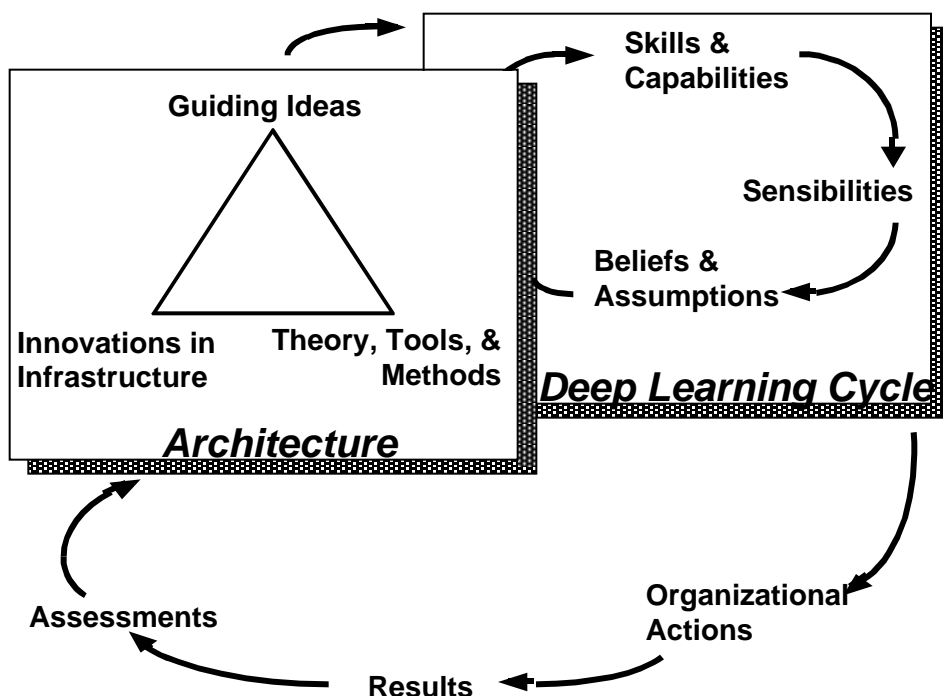 Skills &
Capabilities
Guiding Ideas
Sensibilities
Beliefs &
Assumptions
Innovations in
Infrastructure
Theory, Tools, &
Methods
Deep Learning Cycle
Architecture
Organizational
Actions
Assessments
Results